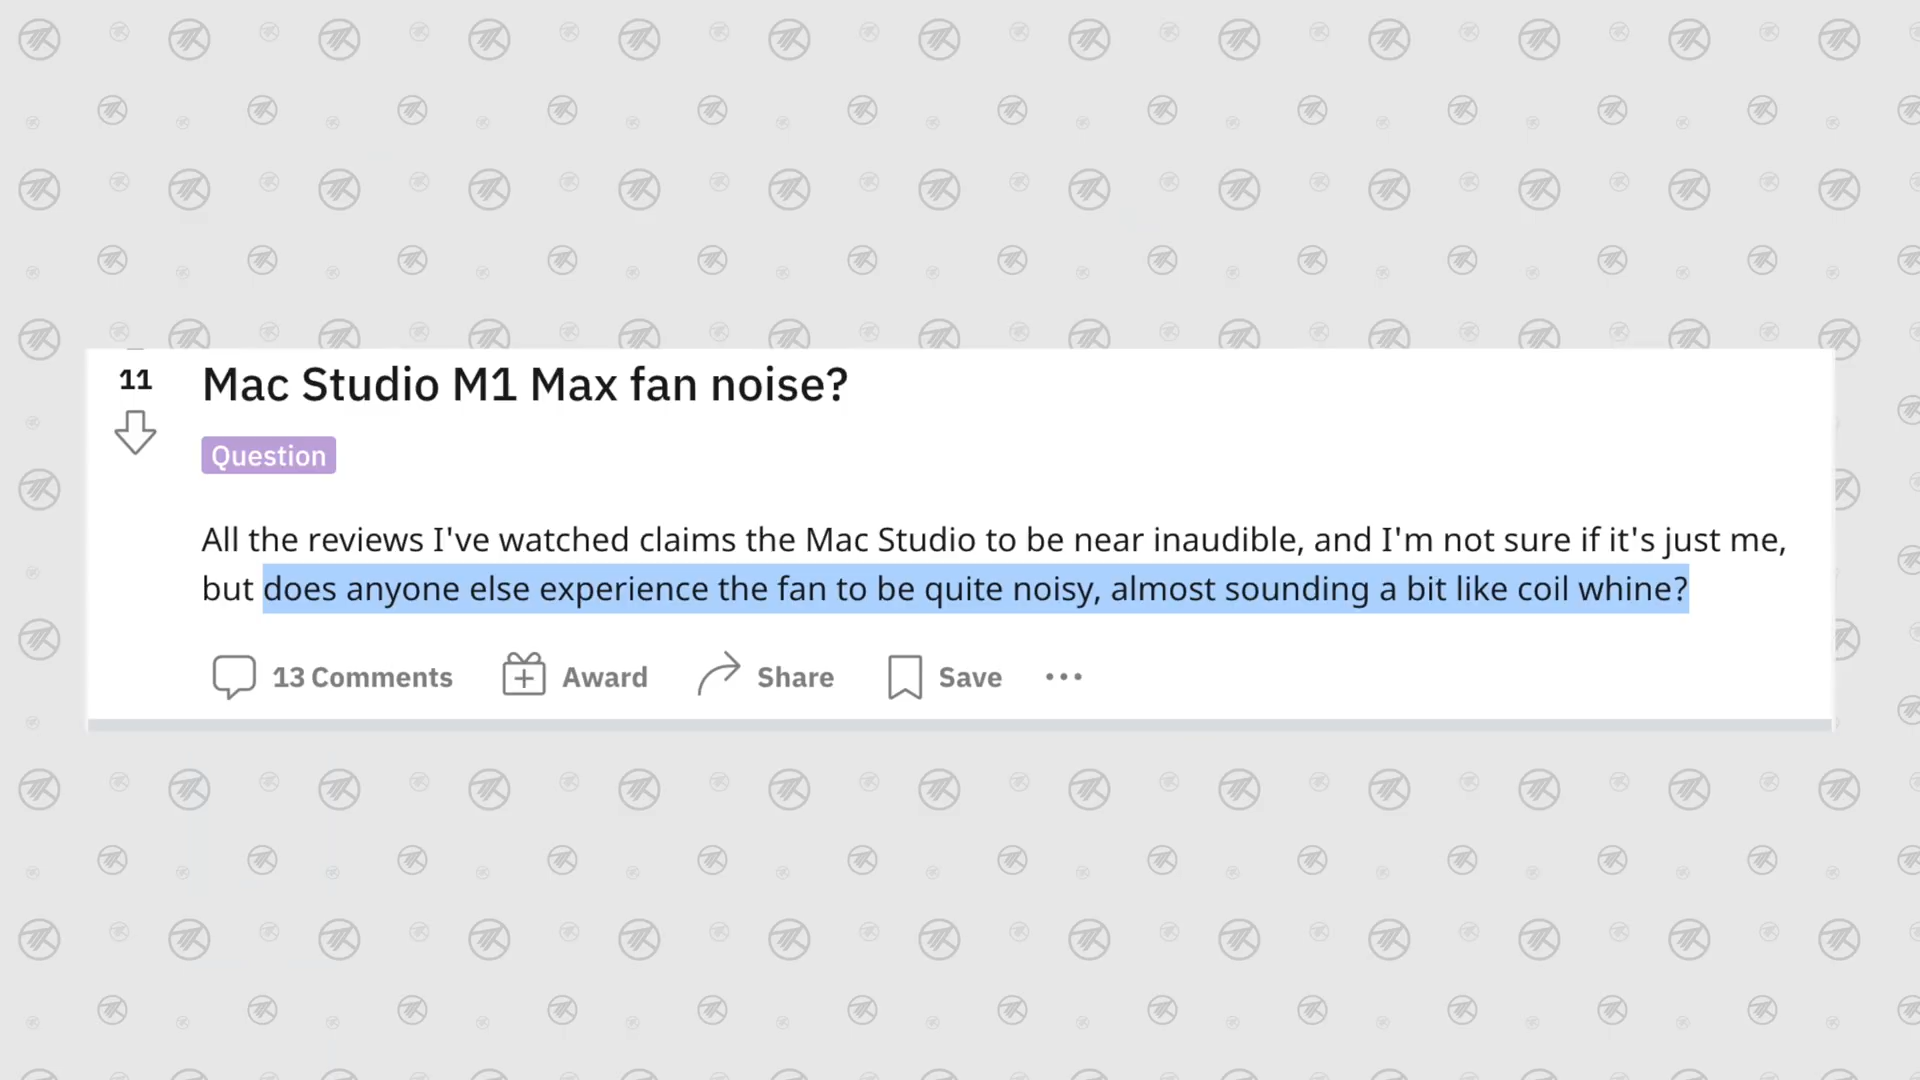 11
Mac Studio M1 Max fan noise?
Question
All the reviews I've watched claims the Mac Studio to be near inaudible, and I'm not sure if it's just me,
but does anyone else experience the fan to be quite noisy, almost sounding a bit like coil whine?
13 Comments Award Share Save ···